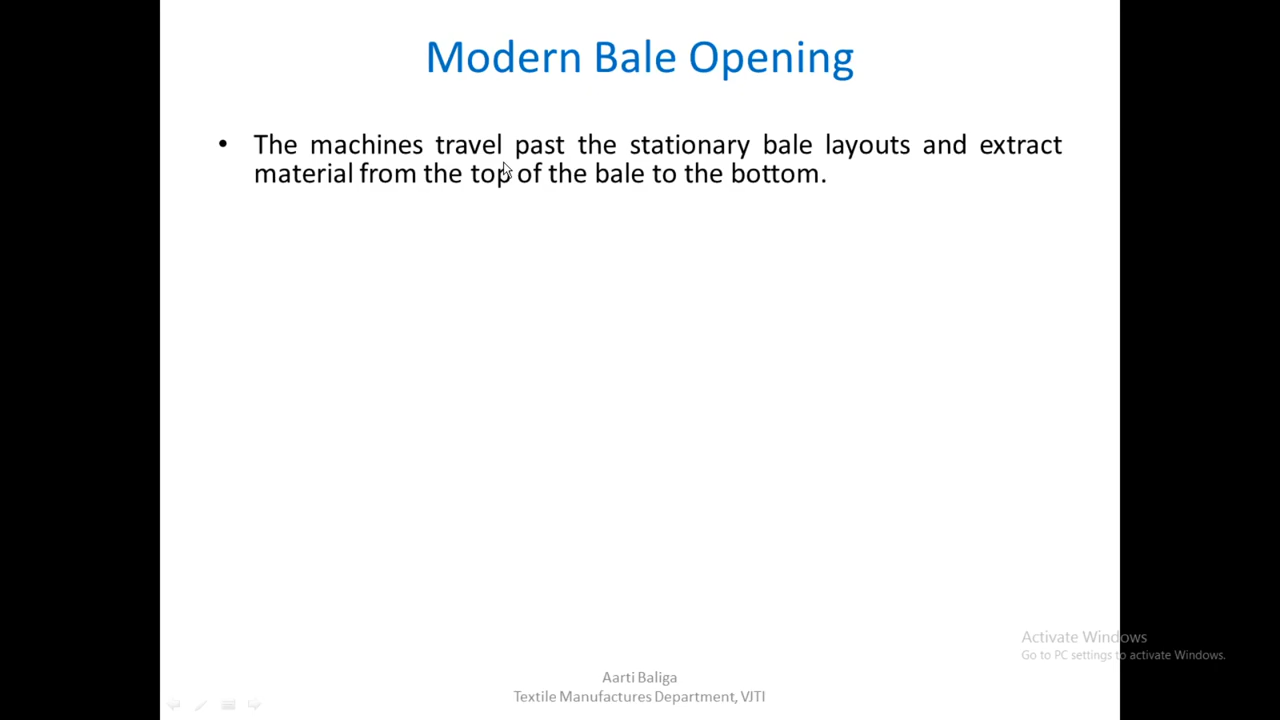 Modern Bale Opening
• The machines travel past the stationary bale layouts and extract
material from the top of the bale to the bottom.
Activate Windows
Go to PC settings to activate Windows.
Aarti Baliga
Textile Manufactures Department, VJTI